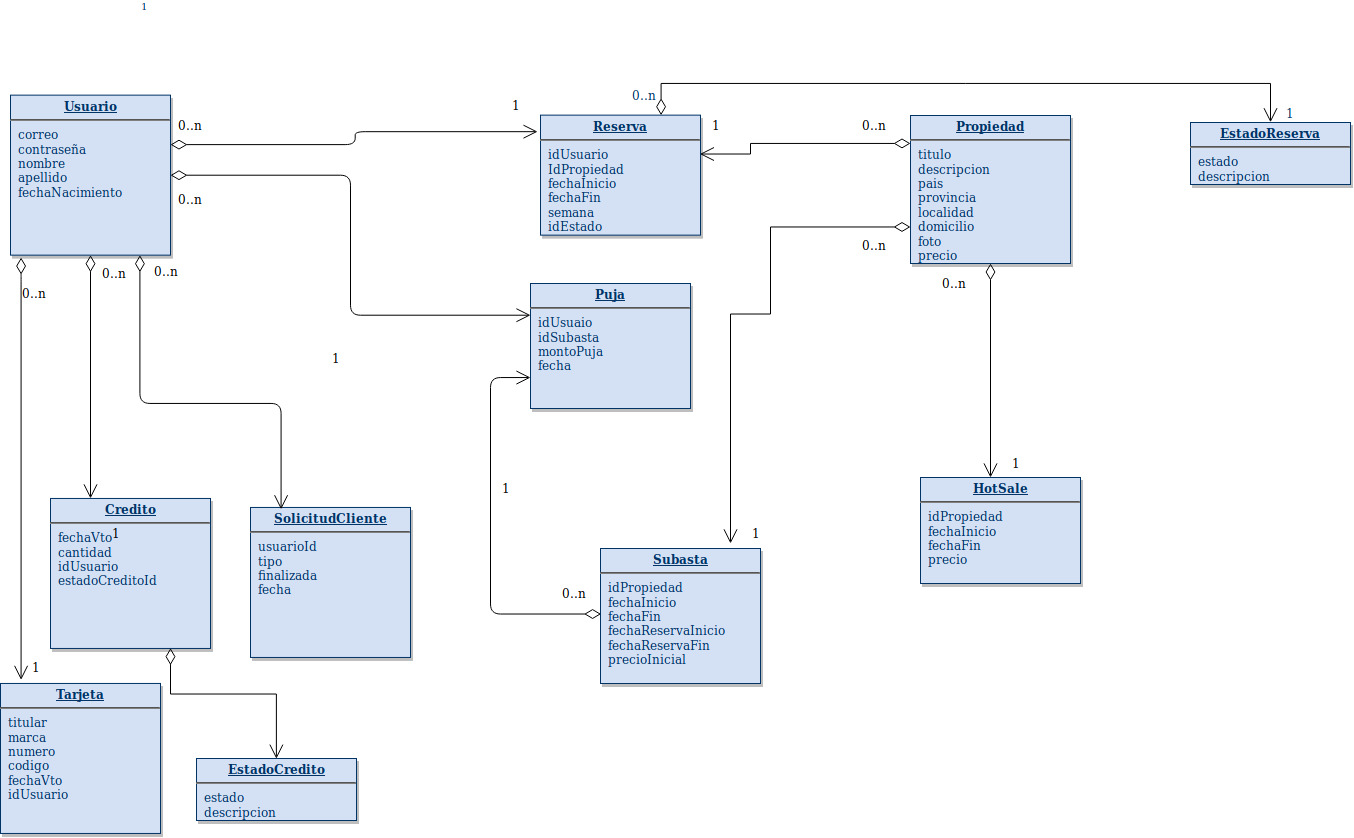 1
Usuario
correo
contraseña
nombre
apellido
fechaNacimiento
0..n
0..n
0..n
0..n
0..n
1
Reserva
idUsuario
IdPropiedad
fechaInicio
fechaFin
semana
idEstado
0..n
1
0..n
Propiedad
titulo
descripcion
pais
provincia
localidad
domicilio
foto
precio
0..n
0..n
1
EstadoReserva
estado
descripcion
Puja
idUsuaio
idSubasta
montoPuja
fecha
1
1
Credito
fechaVto
1
cantidad
idUsuario
estadoCreditoId
SolicitudCliente
usuarioId
tipo
finalizada
fecha
0..n
1
Subasta
idPropiedad
fechaInicio
fechaFin
fechaReservaInicio
fechaReservaFin
precioInicial
1
HotSale
idPropiedad
fechaInicio
fechaFin
precio
1
Tarjeta
titular
marca
numero
codigo
fechaVto
idUsuario
EstadoCredito
estado
descripcion